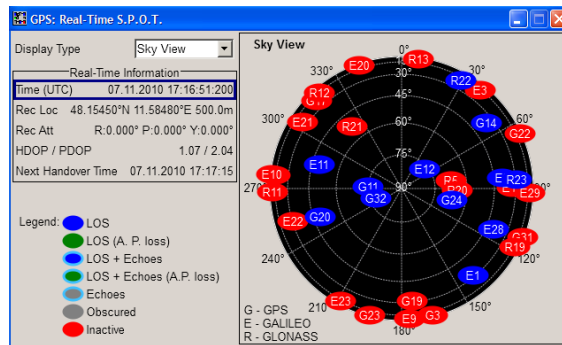 GPS: Real-Time S.P.O.T.
Display Type
Sky View
Real-Time Information
Time (UTC) 07.11.2010 17:16:51:200
Rec Loc 48.15450°N 11.58480°E 500.0m
Rec Att R:0.000° P:0.000° Y:0.000°
HDOP / PDOP 1.07 / 2.04
Next Handover Time 07.11.2010 17:17:15
Legend:
LOS
LOS (A. P. loss)
LOS + Echoes
LOS + Echoes (A.P. loss)
Echoes
Obscured
Inactive
Sky View
0°
R13
E20
330°
30°
30°
R22
E3
R12
45°
300°
E21
R21
60°
G14
60°
G22
75°
E11
E12
E10
R11
G11
G32
90°
R5
R20
G24
R23
E29
E22
G20
E28
G31
R19
240°
120°
E1
E23
210
G19
150°
G23
E9
G3
180°
G - GPS
E - GALILEO
R - GLONASS